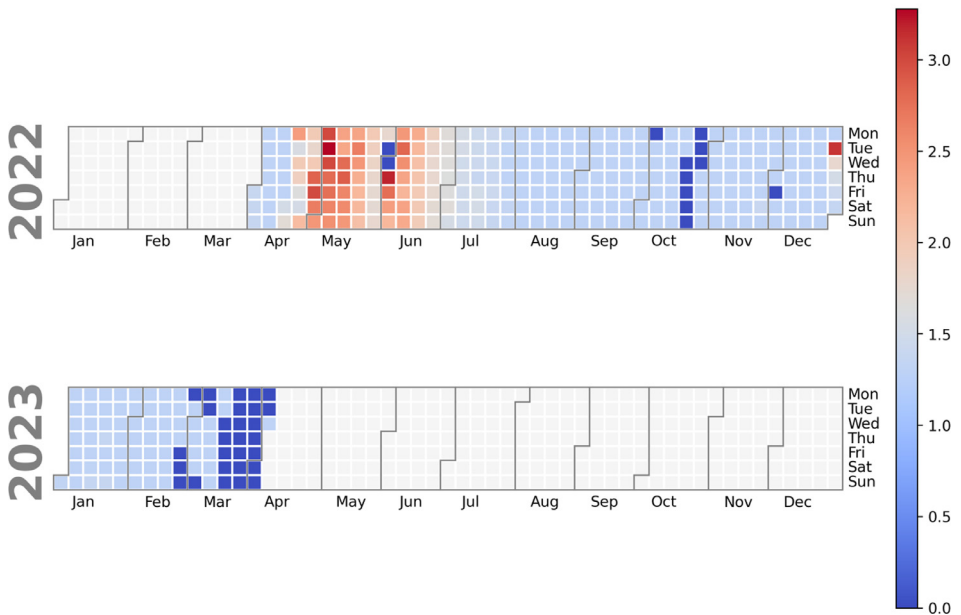 2022
Mon
Tue
Wed
Thu
Fri
Sat
Sun
Jan Feb Mar Apr May Jun Jul Aug Sep Oct Nov Dec
2023
Mon
Tue
Wed
Thu
Fri
Sat
Sun
Jan Feb Mar Apr May Jun Jul Aug Sep Oct Nov Dec
3.0
2.5
2.0
1.5
1.0
0.5
0.0